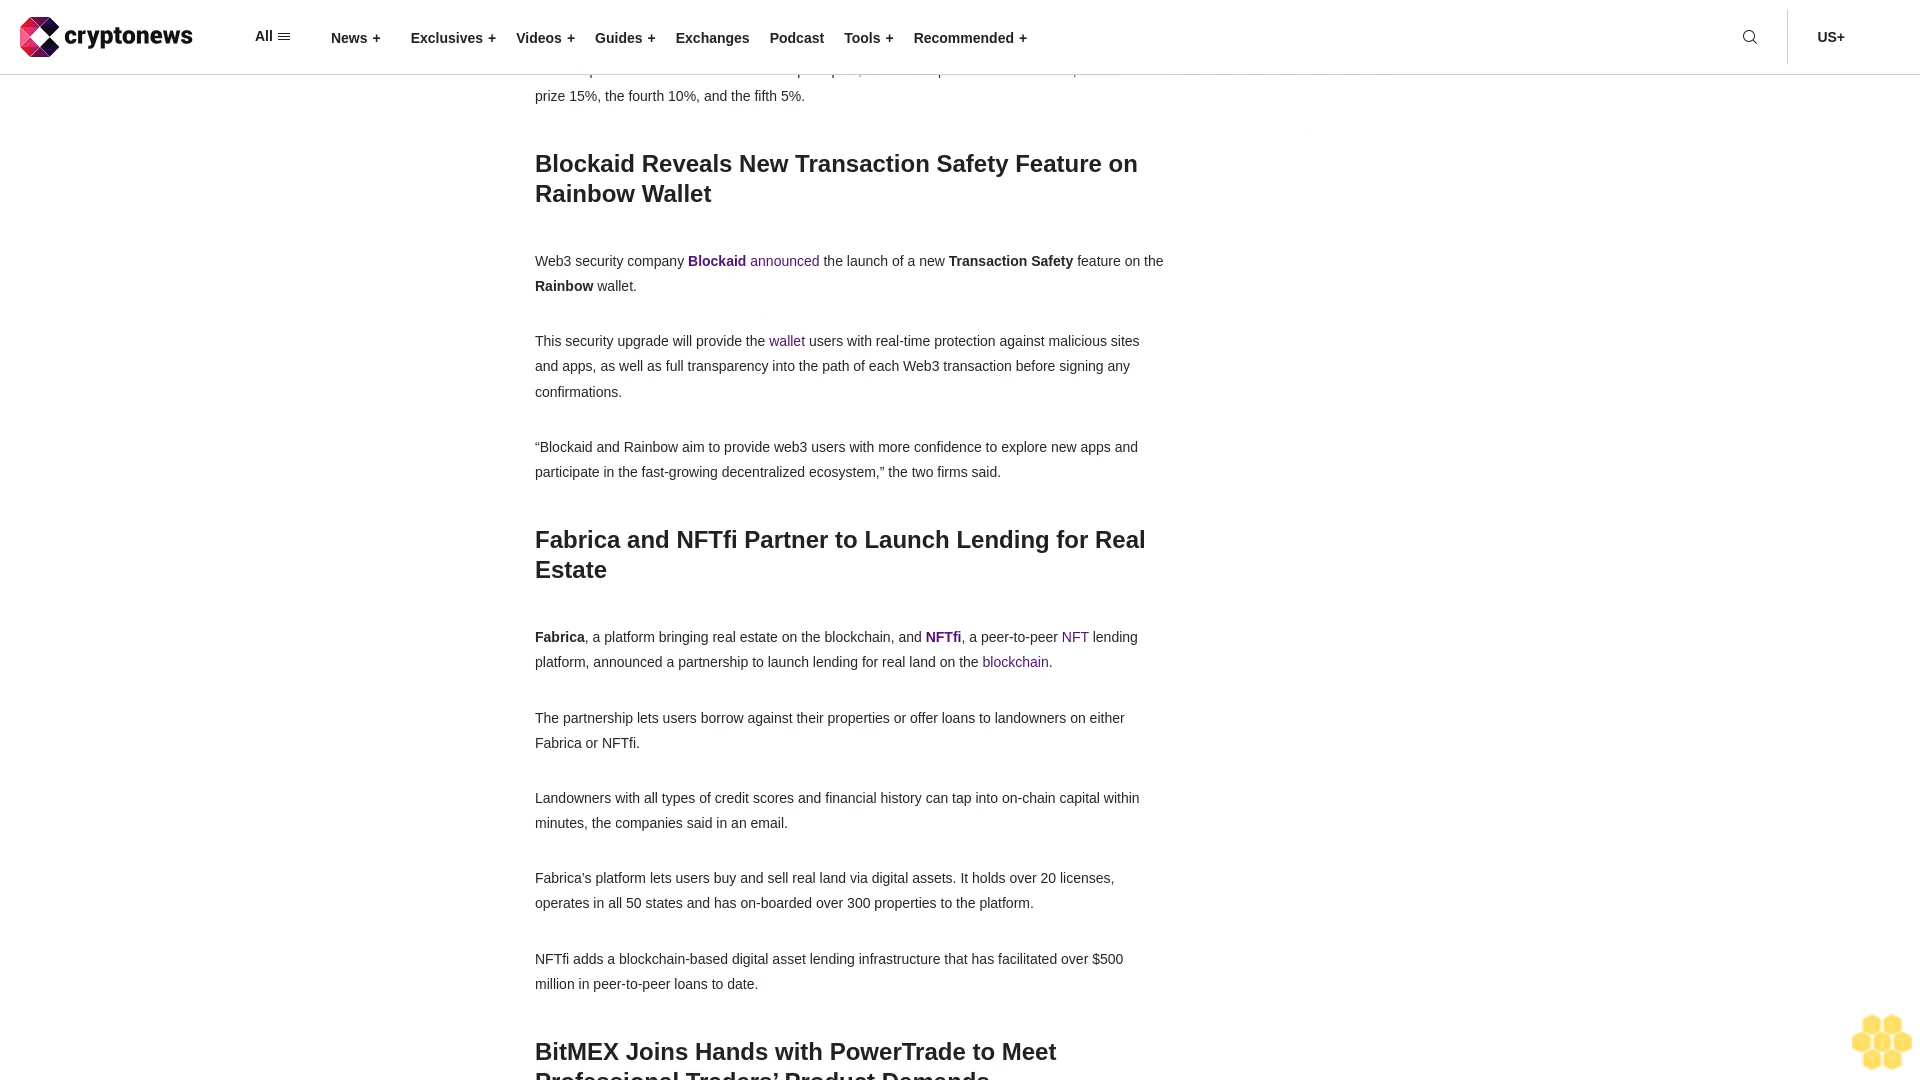 cryptonews
All
News +
Exclusives +
Videos +
Guides +
Exchanges
Podcast
Tools +
Recommended +
US+
prize 15%, the fourth 10%, and the fifth 5%.
Blockaid Reveals New Transaction Safety Feature on
Rainbow Wallet
Web3 security company Blockaid announced the launch of a new Transaction Safety feature on the
Rainbow wallet.
This security upgrade will provide the wallet users with real-time protection against malicious sites
and apps, as well as full transparency into the path of each Web3 transaction before signing any
confirmations.
“Blockaid and Rainbow aim to provide web3 users with more confidence to explore new apps and
participate in the fast-growing decentralized ecosystem,” the two firms said.
Fabrica and NFTfi Partner to Launch Lending for Real
Estate
Fabrica, a platform bringing real estate on the blockchain, and NFTfi, a peer-to-peer NFT lending
platform, announced a partnership to launch lending for real land on the blockchain.
The partnership lets users borrow against their properties or offer loans to landowners on either
Fabrica or NFTfi.
Landowners with all types of credit scores and financial history can tap into on-chain capital within
minutes, the companies said in an email.
Fabrica’s platform lets users buy and sell real land via digital assets. It holds over 20 licenses,
operates in all 50 states and has on-boarded over 300 properties to the platform.
NFTfi adds a blockchain-based digital asset lending infrastructure that has facilitated over $500
million in peer-to-peer loans to date.
BitMEX Joins Hands with PowerTrade to Meet
Professional Traders’ Product Demands